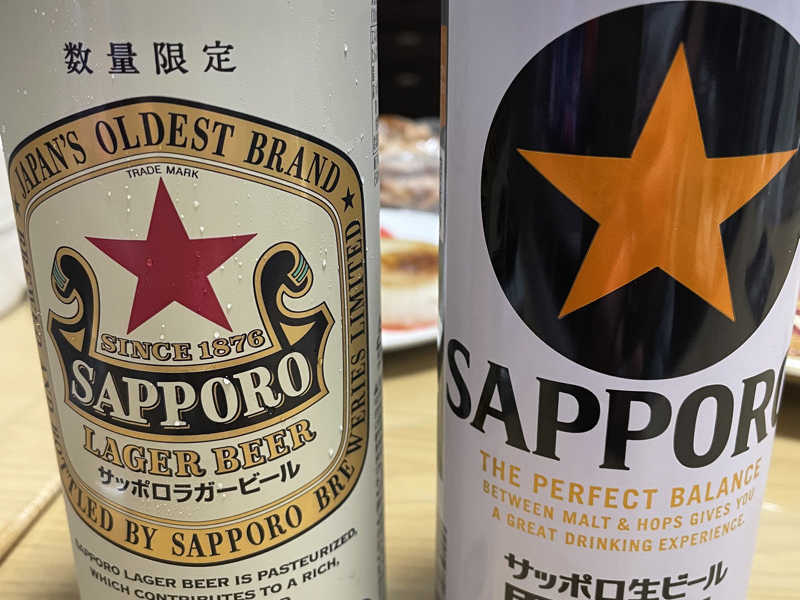 数量限定
JAPAN'S OLDEST BRAND
TRADE MARK
SINCE 1876
SAPPORO
LAGER BEER
サッポロラガービール
BOTTLED BY SAPPORO BREWERIES LIMITED
SAPPORO LAGER BEER IS PASTEURIZED,
WHICH CONTRIBUTES TO A RICH,
SAPPORO
THE PERFECT BALANCE
BETWEEN MALT & HOPS GIVES YOU
A GREAT DRINKING EXPERIENCE.
サッポロ生ビール